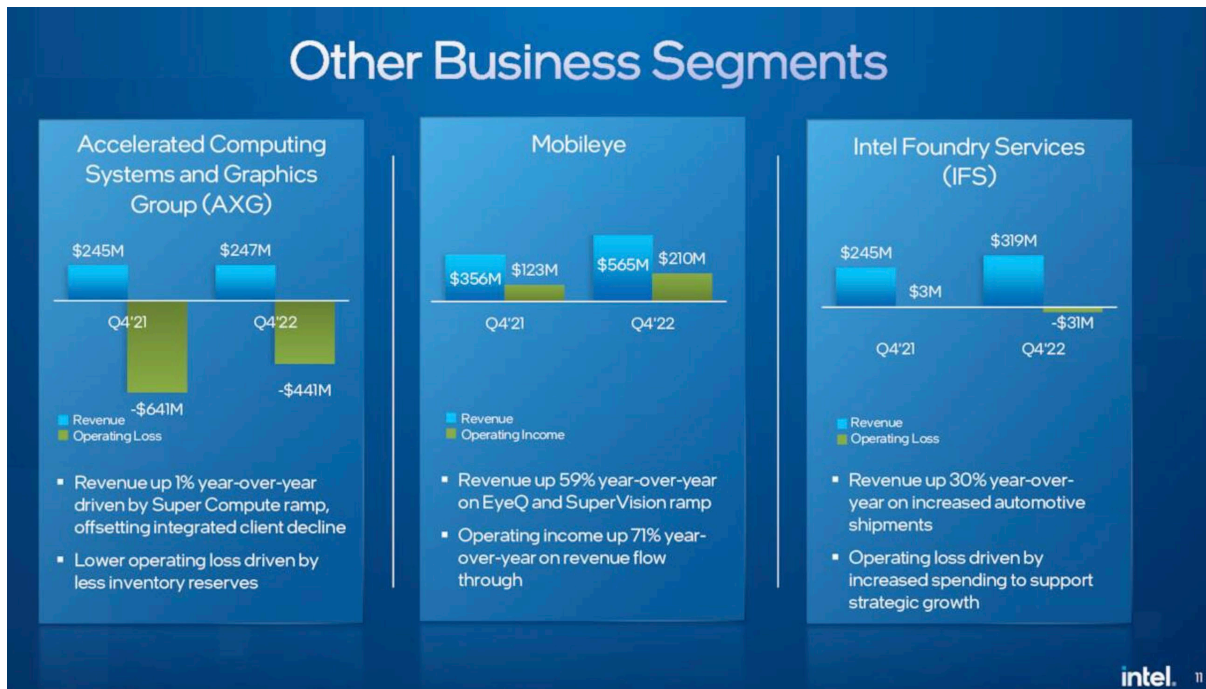 Other Business Segments
Accelerated Computing
Systems and Graphics
Group (AXG)
$245M
$247M
Q4'21
Q4'22
-$641M
-$441M
Revenue
Operating Loss
▪ Revenue up 1% year-over-year
driven by Super Compute ramp,
offsetting integrated client decline
▪ Lower operating loss driven by
less inventory reserves
Mobileye
$356M
$123M
$565M
$210M
Q4'21
Q4'22
Revenue
Operating Income
▪ Revenue up 59% year-over-year
on EyeQ and SuperVision ramp
▪ Operating income up 71% year-
over-year on revenue flow
through
Intel Foundry Services
(IFS)
$245M
$3M
$319M
-$31M
Q4'21
Q4'22
Revenue
Operating Loss
▪ Revenue up 30% year-over-
year on increased automotive
shipments
▪ Operating loss driven by
increased spending to support
strategic growth
intel.
11